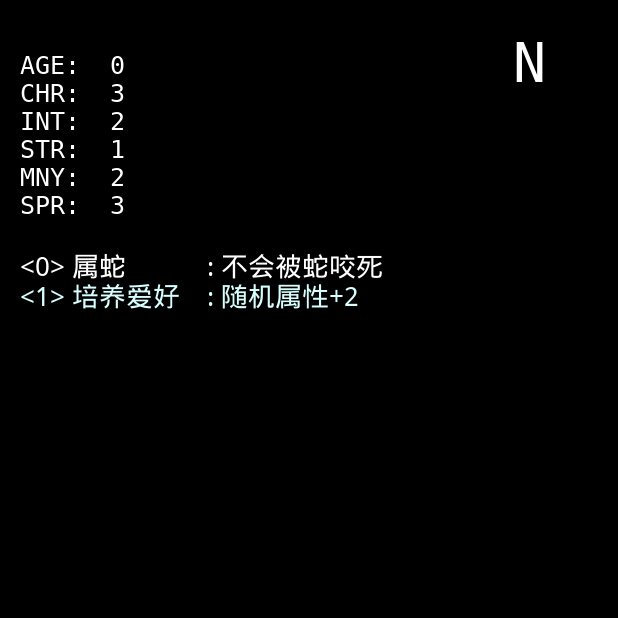 N
AGE: 0
CHR: 3
INT: 2
STR: 1
MNY: 2
SPR: 3
<0> 属蛇 : 不会被蛇咬死
<1> 培养爱好 : 随机属性+2